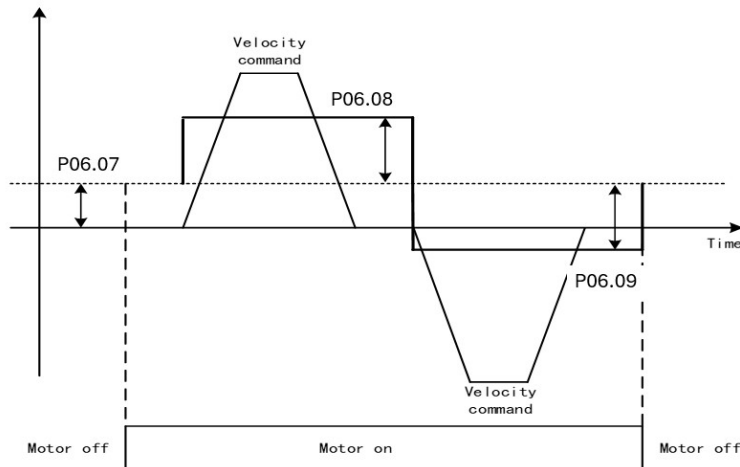 Velocity
command
P06.08
P06.07
Time
P06.09
Velocity
command
Motor off
Motor on
Motor off